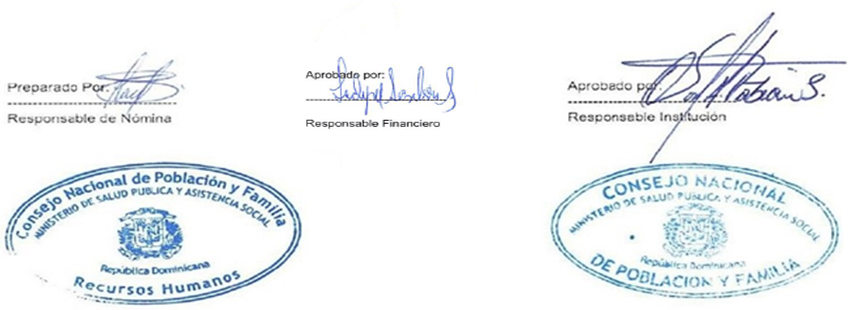 Preparado Por:
Responsable de Nómina
Aprobado por:
Responsable Financiero
Aprobado por:
Responsable Institución
Consejo Nacional de Población y Familia
MINISTERIO DE SALUD PUBLICA Y ASISTENCIA SOCIAL
República Dominicana
Recursos Humanos
CONSEJO NACIONAL
MINISTERIO DE SALUD PUBLICA Y ASISTENCIA SOCIAL
República Dominicana
DE POBLACION Y FAMILIA